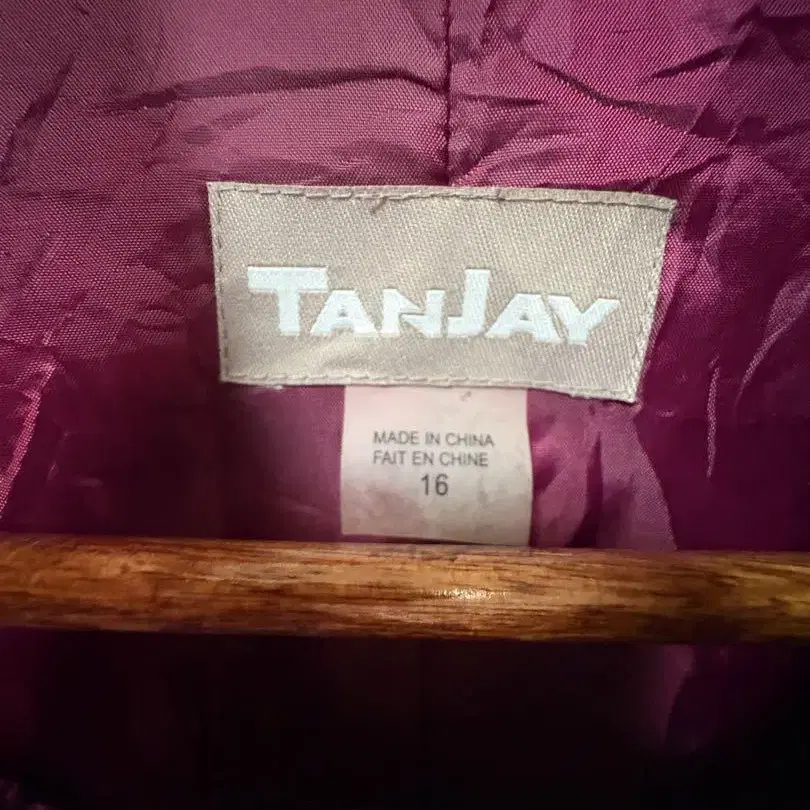 TANJAY
MADE IN CHINA
FAIT EN CHINE
16